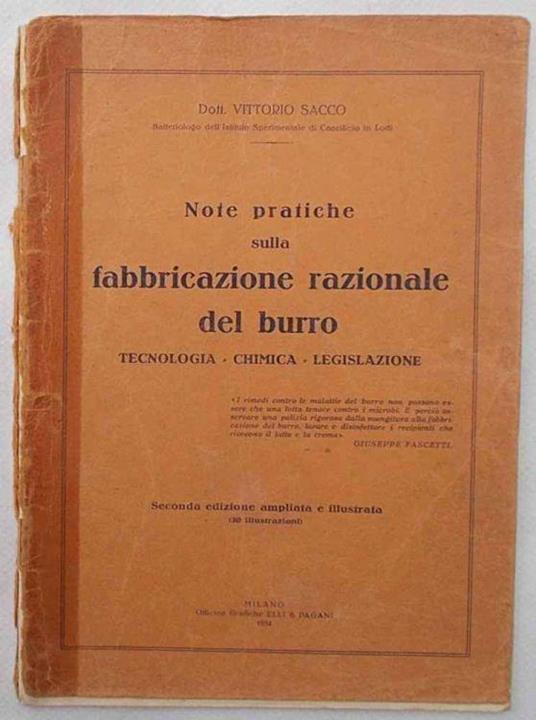 Dott. VITTORIO SACCO
Batteriologo dell'Istituto Sperimentale di Caseificio in Lodi
Note pratiche
sulla
fabbricazione razionale
del burro
TECNOLOGIA - CHIMICA - LEGISLAZIONE
«I rimedi contro le malattie del burro non possono es-
sere che una lotta tenace contro i microbi. E perciò os-
servare una pulizia rigorosa dalla mungitura alla fabbri-
cazione del burro, lavare e disinfettare i recipienti che
ricevono il latte e la crema».
GIUSEPPE FASCETTI.
Seconda edizione ampliata e illustrata
(30 illustrazioni)
MILANO
Officine Grafiche ELLI & PAGANI
1934